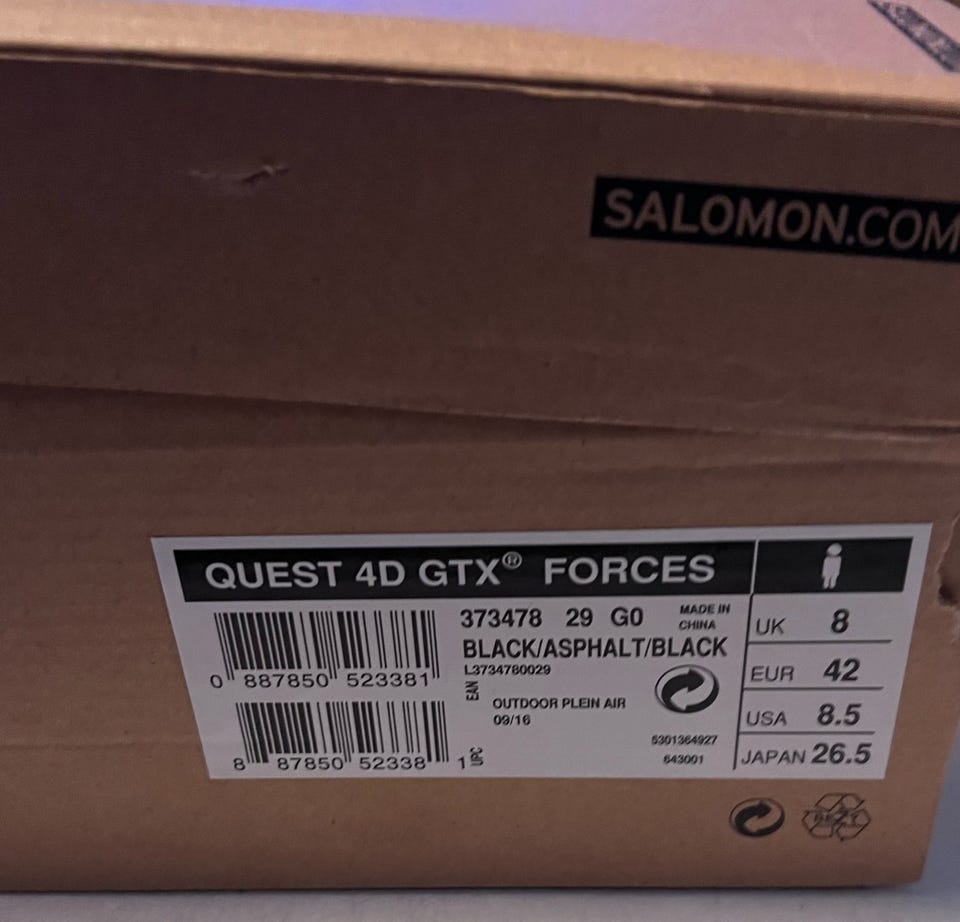 SALOMON.COM
QUEST 4D GTX® FORCES
373478 29 G0
MADE IN
CHINA
BLACK/ASPHALT/BLACK
L3734780029
0 887850 523381
EAN
OUTDOOR PLEIN AIR
09/16
5301364927
643001
8 87850 52338 1
UPC
UK 8
EUR 42
USA 8.5
JAPAN 26.5